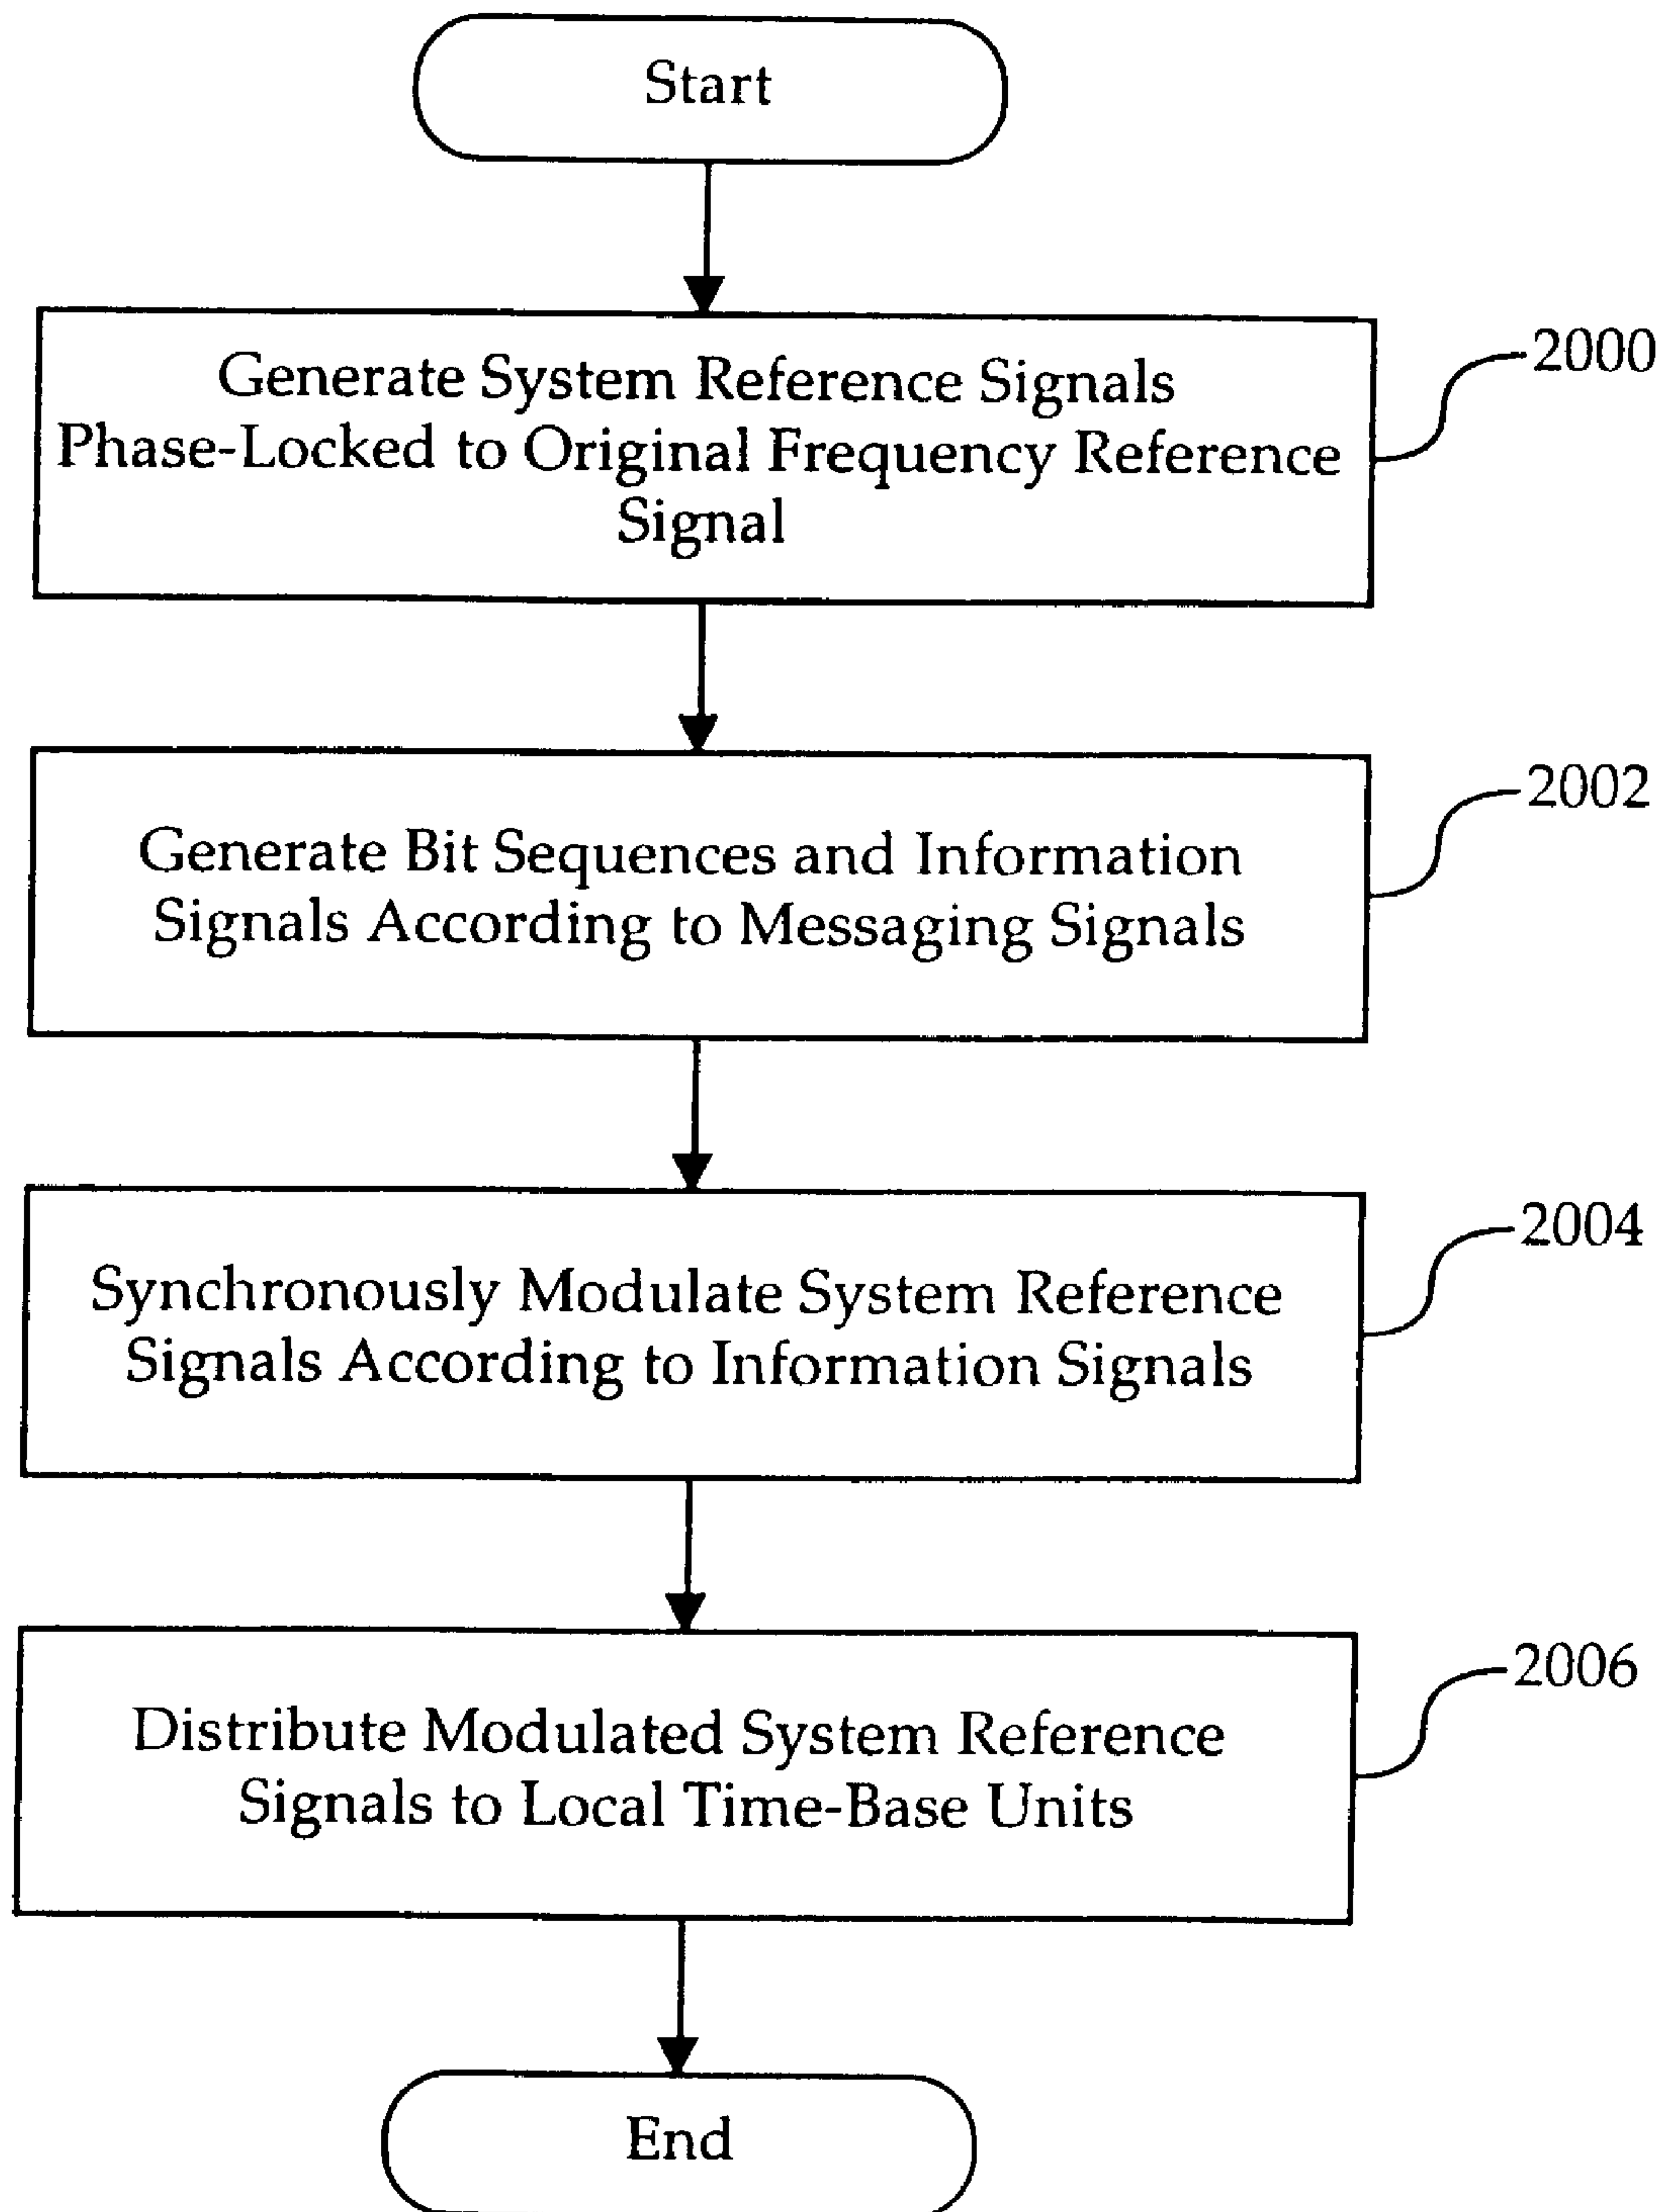 Start
Generate System Reference Signals
Phase-Locked to Original Frequency Reference
Signal
2000
Generate Bit Sequences and Information
Signals According to Messaging Signals
2002
Synchronously Modulate System Reference
Signals According to Information Signals
2004
Distribute Modulated System Reference
Signals to Local Time-Base Units
2006
End